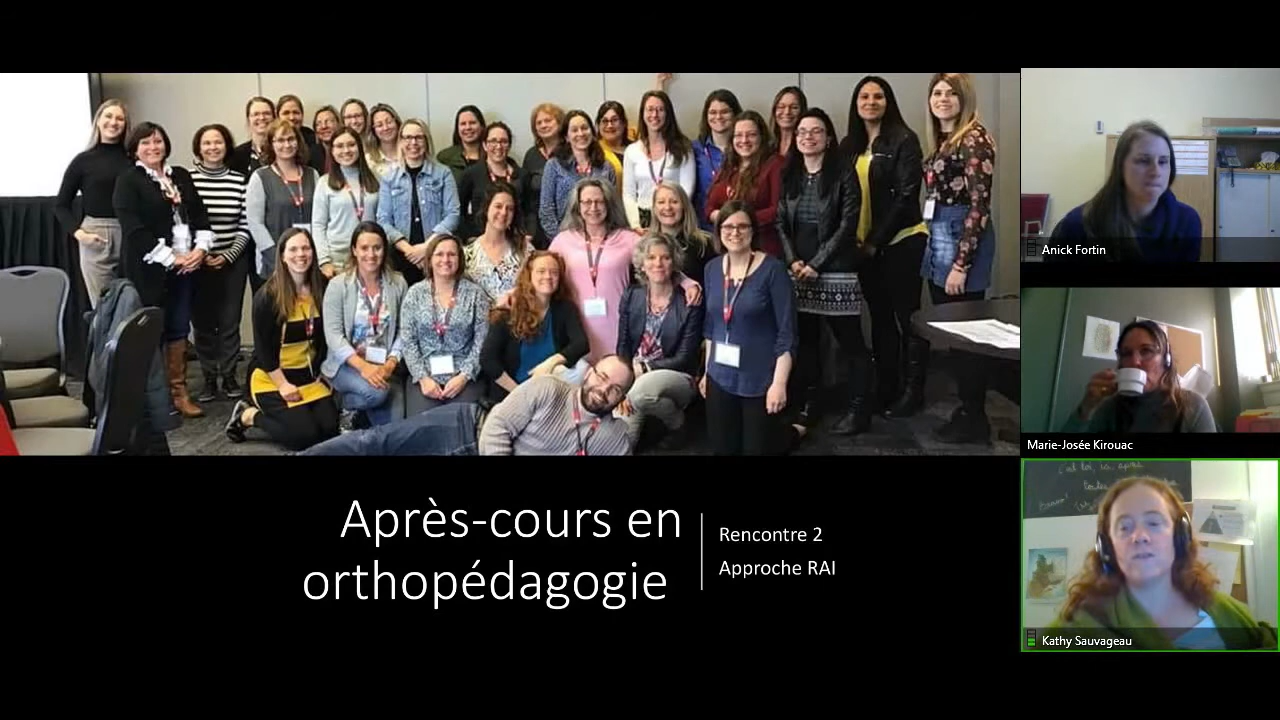 Après-cours en
orthopédagogie
Rencontre 2
Approche RAI
Anick Fortin
Marie-Josée Kirouac
Kathy Sauvageau